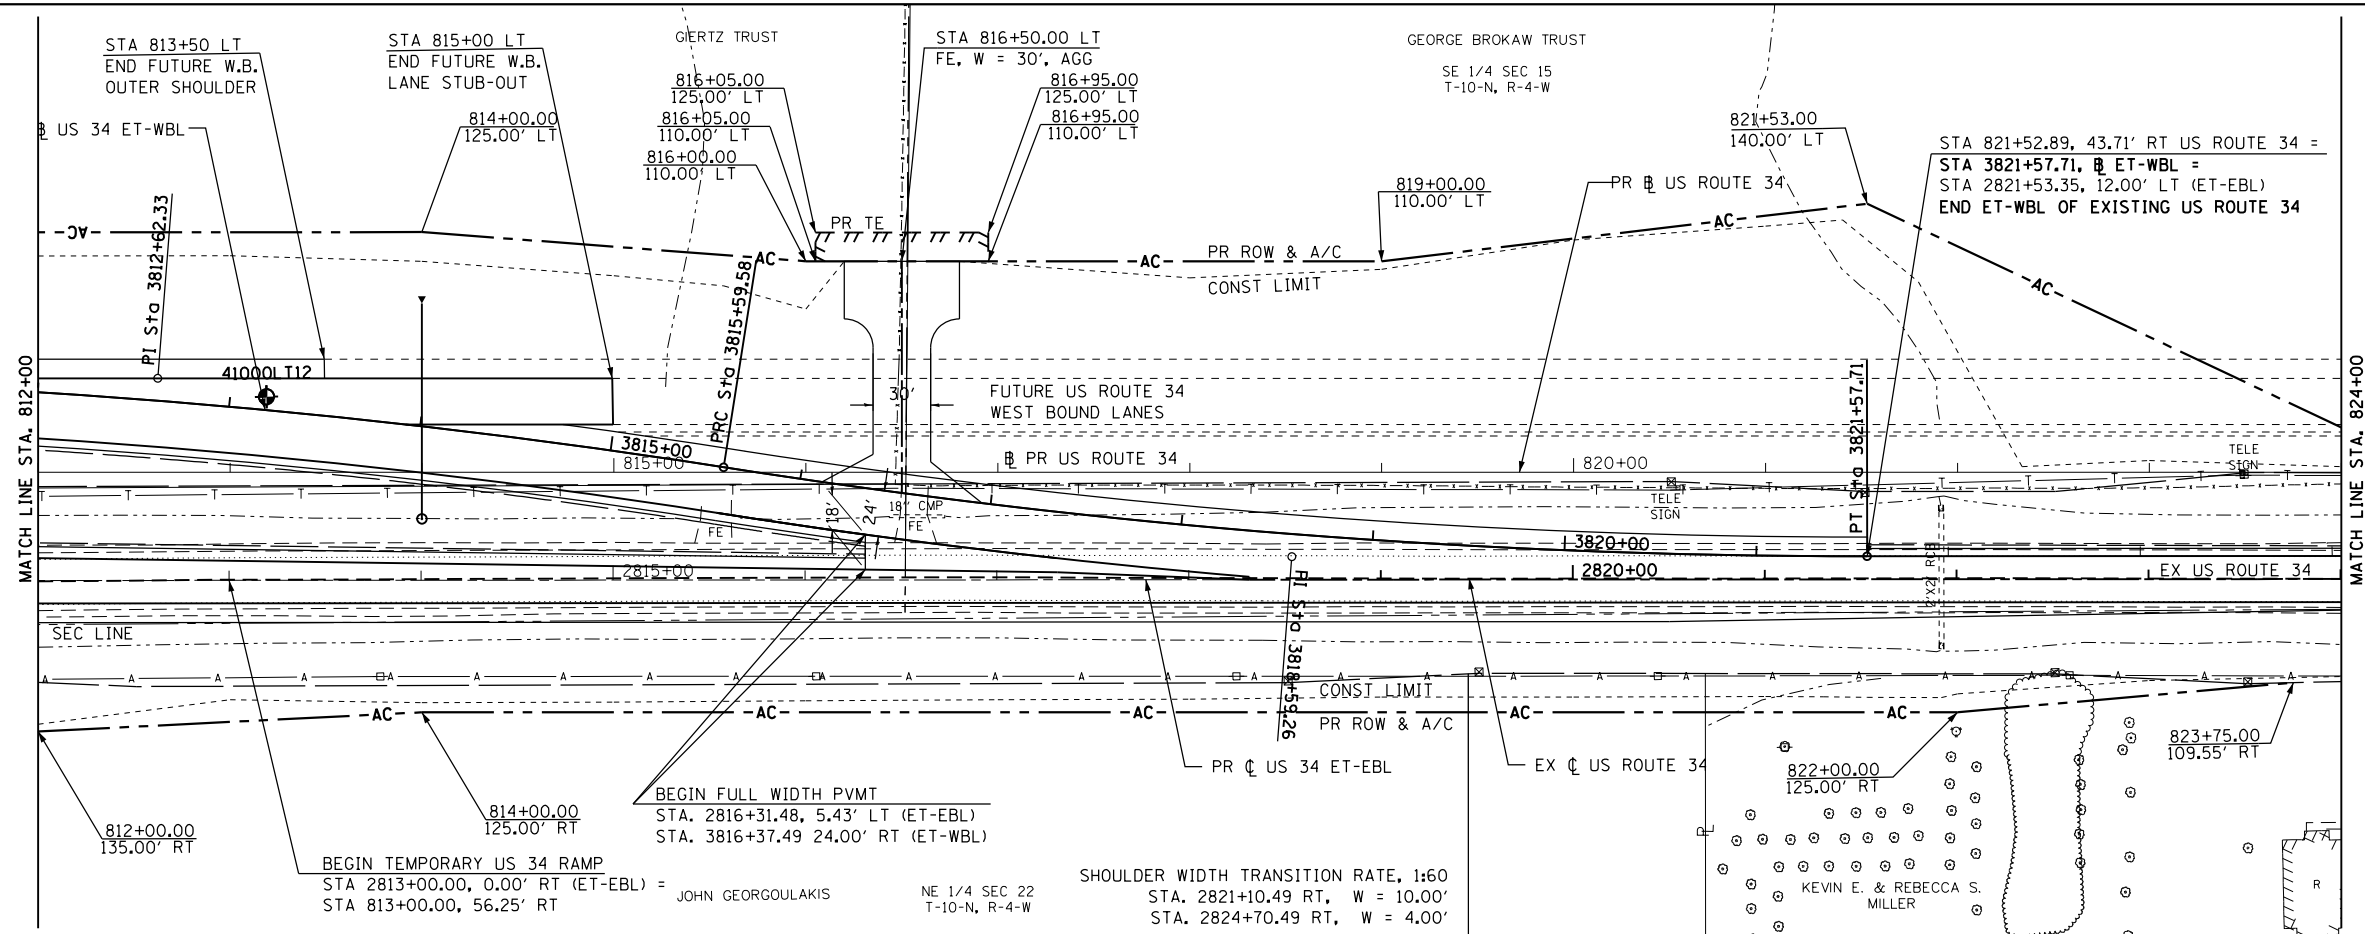 STA 813+50 LT
END FUTURE W.B.
OUTER SHOULDER
STA 815+00 LT
END FUTURE W.B.
LANE STUB-OUT
GIERTZ TRUST
STA 816+50.00 LT
FE, W = 30', AGG
GEORGE BROKAW TRUST
SE 1/4 SEC 15
T-10-N, R-4-W
℄ US 34 ET-WBL
814+00.00
125.00' LT
816+05.00
125.00' LT
816+05.00
110.00' LT
816+00.00
110.00' LT
816+95.00
125.00' LT
816+95.00
110.00' LT
819+00.00
110.00' LT
821+53.00
140.00' LT
STA 821+52.89, 43.71' RT US ROUTE 34 =
STA 3821+57.71, ℄ ET-WBL =
STA 2821+53.35, 12.00' LT (ET-EBL)
END ET-WBL OF EXISTING US ROUTE 34
PR ℄ US ROUTE 34
PR TE
AC
AC
AC
AC
AC
PR ROW & A/C
CONST LIMIT
PI Sta 3812+62.33
PRC Sta 3815+59.58
PT Sta 3821+57.71
PI Sta 3818+59.26
41000LT12
MATCH LINE STA. 812+00
MATCH LINE STA. 824+00
30'
FUTURE US ROUTE 34
WEST BOUND LANES
3815+00
815+00
℄ PR US ROUTE 34
820+00
TELE
SIGN
TELE
SIGN
T T T T T T T T T T T
18'
24'
18" CMP
FE
FE
3820+00
2815+00
2820+00
2'X2' RCB
EX US ROUTE 34
SEC LINE
A A A A A A A A A A A A A A A A A A A A A A A A A A A
CONST LIMIT
PR ROW & A/C
AC
AC
AC
AC
AC
812+00.00
135.00' RT
814+00.00
125.00' RT
BEGIN FULL WIDTH PVMT
STA. 2816+31.48, 5.43' LT (ET-EBL)
STA. 3816+37.49 24.00' RT (ET-WBL)
PR ℄ US 34 ET-EBL
EX ℄ US ROUTE 34
822+00.00
125.00' RT
823+75.00
109.55' RT
BEGIN TEMPORARY US 34 RAMP
STA 2813+00.00, 0.00' RT (ET-EBL) =
STA 813+00.00, 56.25' RT
JOHN GEORGOULAKIS
NE 1/4 SEC 22
T-10-N, R-4-W
SHOULDER WIDTH TRANSITION RATE, 1:60
STA. 2821+10.49 RT, W = 10.00'
STA. 2824+70.49 RT, W = 4.00'
KEVIN E. & REBECCA S.
MILLER
R